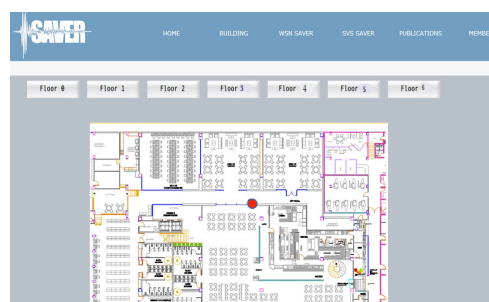 SAVER
HOME BUILDING WSN SAVER SVS SAVER PUBLICATIONS MEMBE
Floor 0 Floor 1 Floor 2 Floor 3 Floor 4 Floor 5 Floor 6